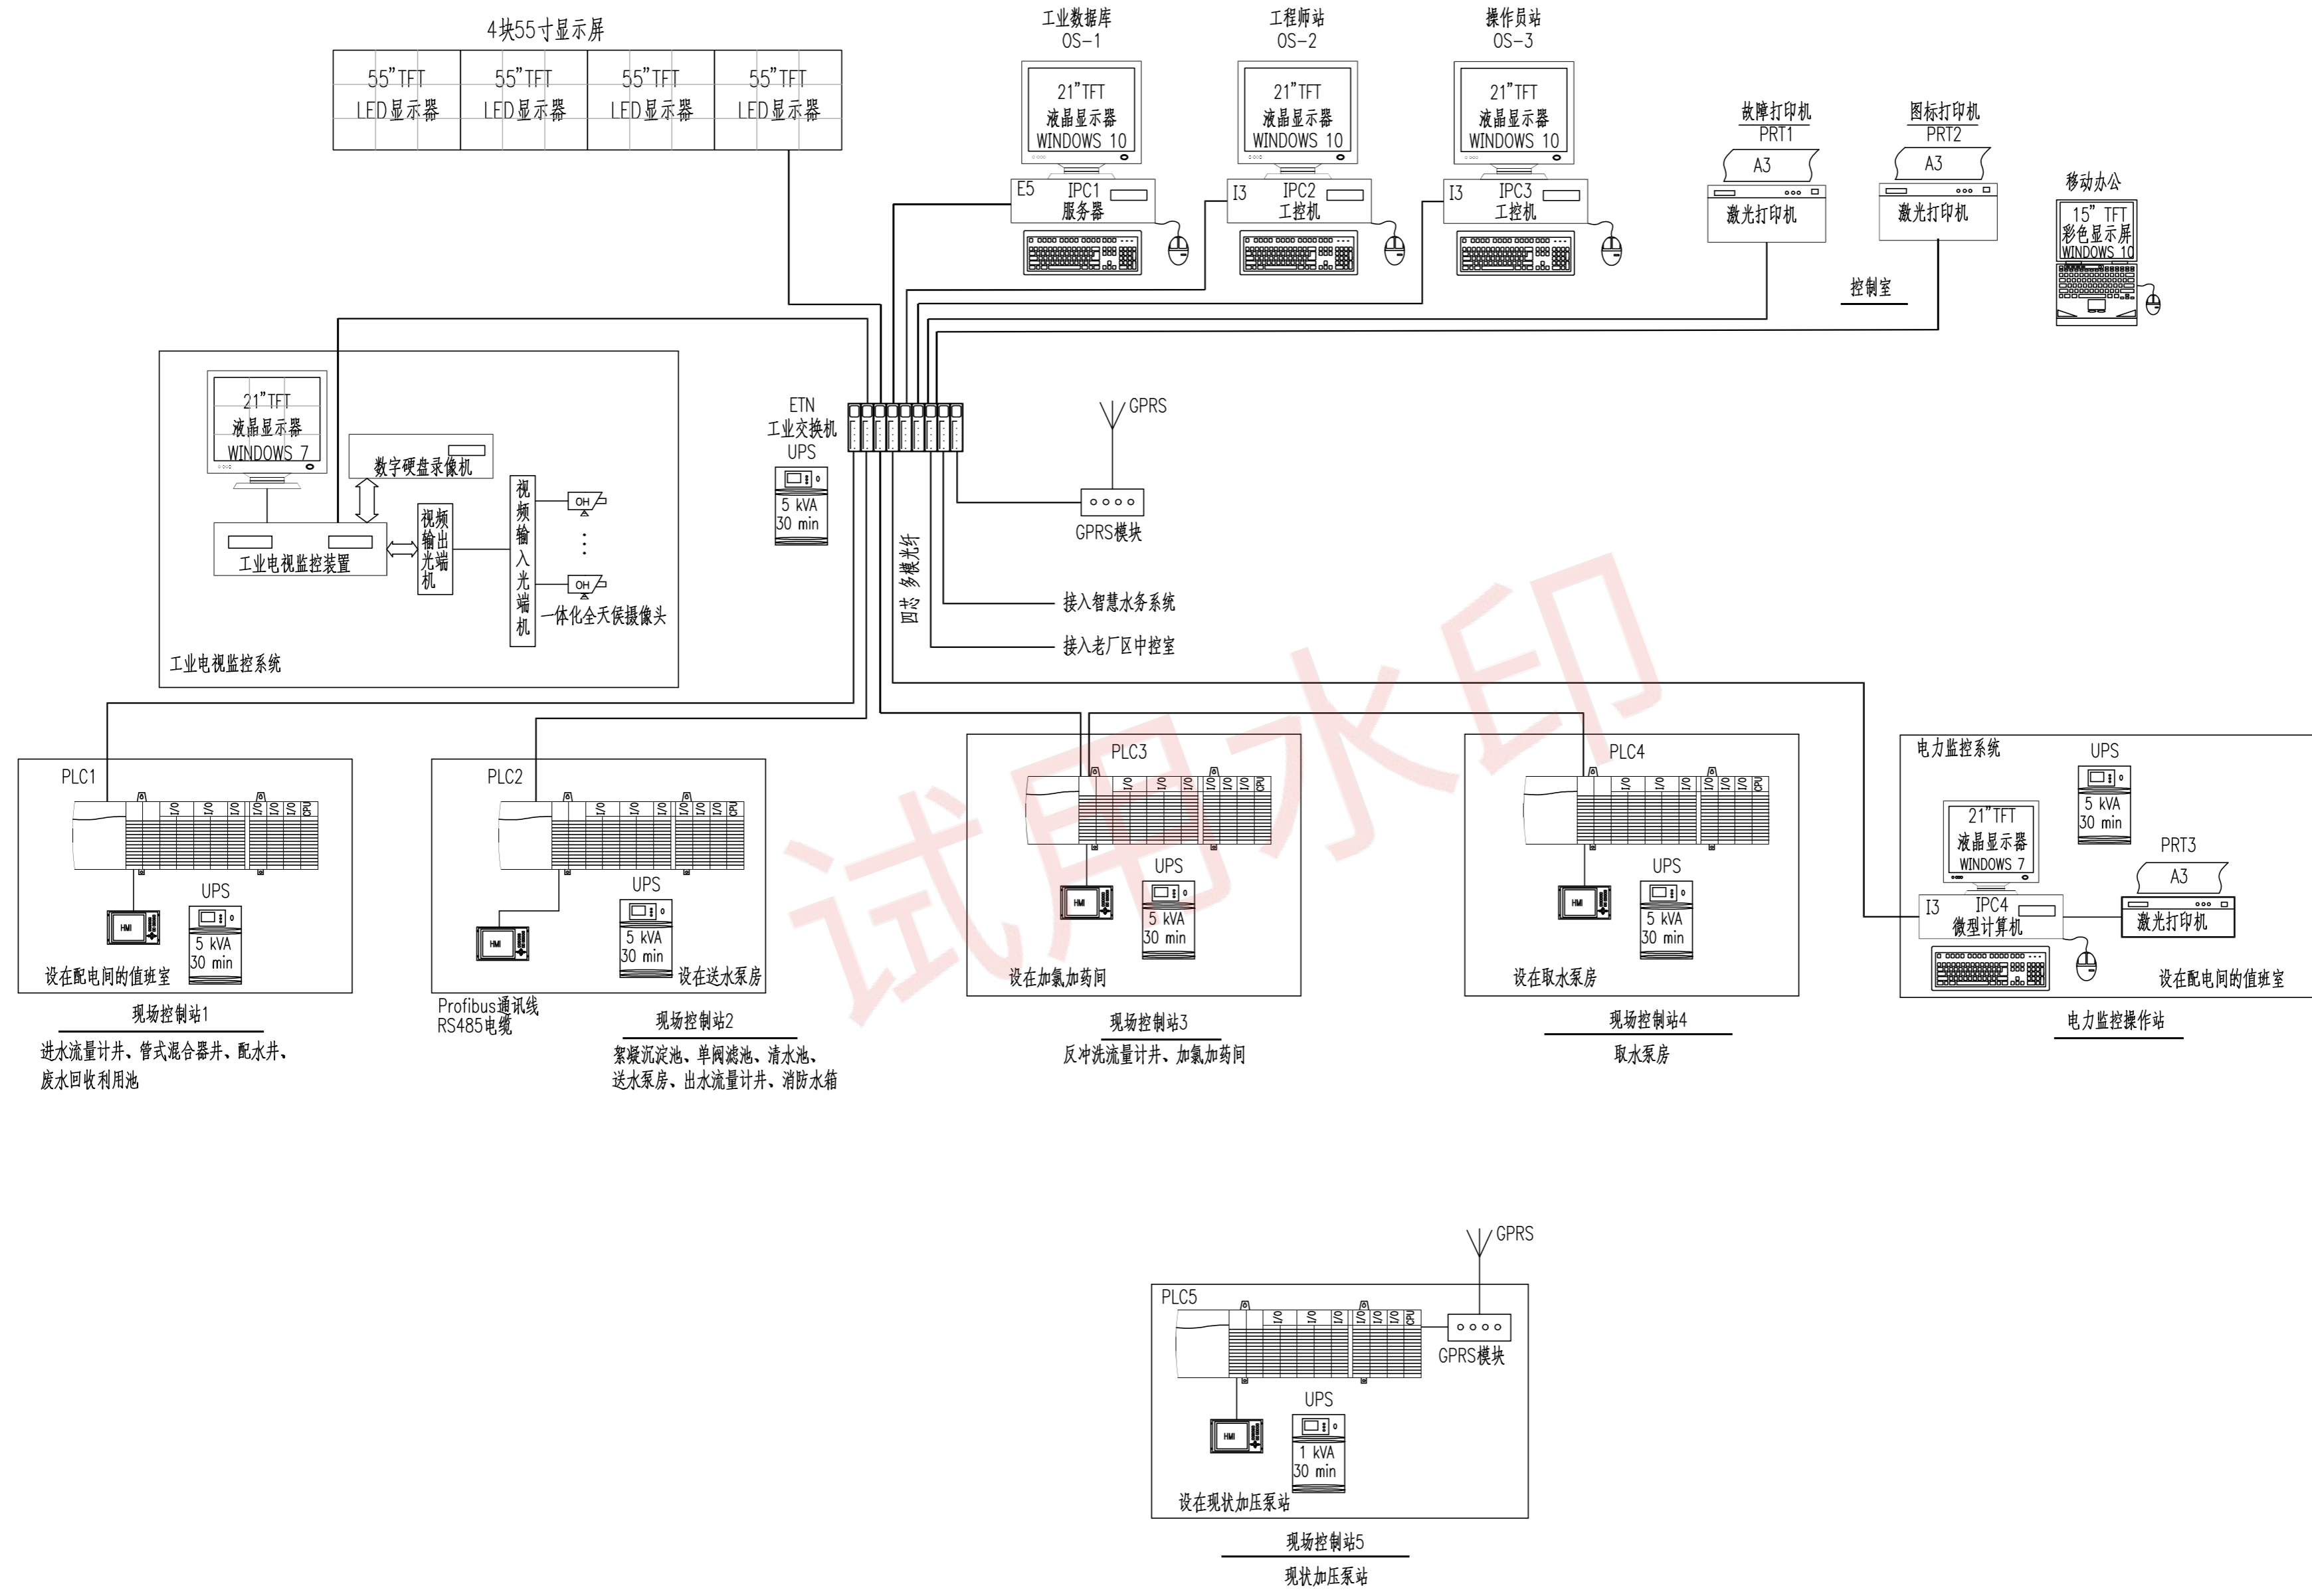 4块55寸显示屏
55"TFT
LED显示器
55"TFT
LED显示器
55"TFT
LED显示器
55"TFT
LED显示器
工业数据库
OS-1
21"TFT
液晶显示器
WINDOWS 10
E5
IPC1
服务器
工程师站
OS-2
21"TFT
液晶显示器
WINDOWS 10
I3
IPC2
工控机
操作员站
OS-3
21"TFT
液晶显示器
WINDOWS 10
I3
IPC3
工控机
故障打印机
PRT1
A3
激光打印机
图标打印机
PRT2
A3
激光打印机
移动办公
15" TFT
彩色显示屏
WINDOWS 10
控制室
21"TFT
液晶显示器
WINDOWS 7
数字硬盘录像机
工业电视监控装置
视频输出光端机
视频输入光端机
OH
OH
一体化全天侯摄像头
工业电视监控系统
ETN
工业交换机
UPS
5 kVA
30 min
GPRS
GPRS模块
四芯 多模光纤
接入智慧水务系统
接入老厂区中控室
PLC1
I/O
I/O
I/O
I/O
I/O
I/O
CPU
HMI
UPS
5 kVA
30 min
设在配电间的值班室
现场控制站1
进水流量计井、管式混合器井、配水井、
废水回收利用池
PLC2
I/O
I/O
I/O
I/O
I/O
I/O
CPU
HMI
UPS
5 kVA
30 min
设在送水泵房
Profibus通讯线
RS485电缆
现场控制站2
絮凝沉淀池、单阀滤池、清水池、
送水泵房、出水流量计井、消防水箱
PLC3
I/O
I/O
I/O
I/O
I/O
I/O
CPU
HMI
UPS
5 kVA
30 min
设在加氯加药间
现场控制站3
反冲洗流量计井、加氯加药间
PLC4
I/O
I/O
I/O
I/O
I/O
I/O
CPU
HMI
UPS
5 kVA
30 min
设在取水泵房
现场控制站4
取水泵房
电力监控系统
UPS
5 kVA
30 min
21"TFT
液晶显示器
WINDOWS 7
I3
IPC4
微型计算机
PRT3
A3
激光打印机
设在配电间的值班室
电力监控操作站
PLC5
I/O
I/O
I/O
I/O
I/O
I/O
CPU
GPRS
GPRS模块
HMI
UPS
1 kVA
30 min
设在现状加压泵站
现场控制站5
现状加压泵站
试用水印